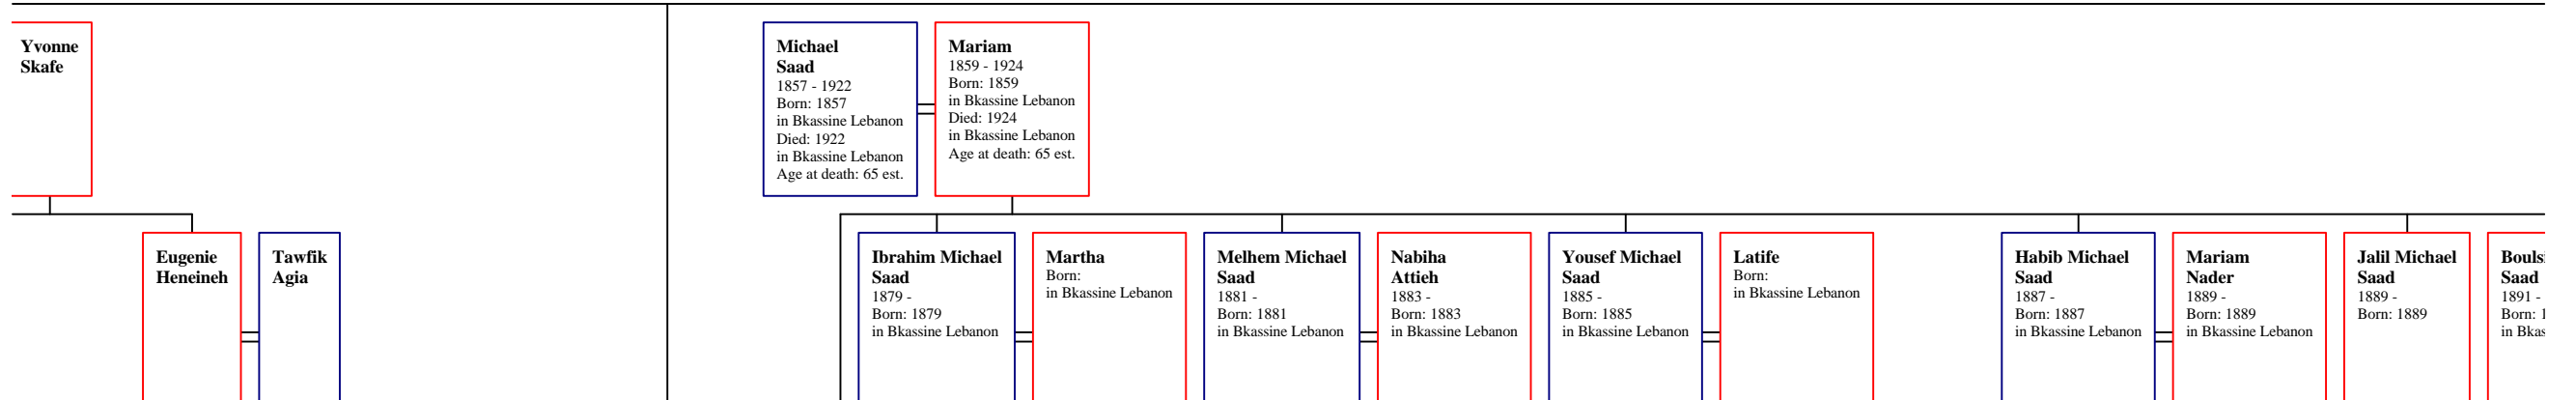 Yvonne
Skafe
Michael
Saad
1857 - 1922
Born: 1857
in Bkassine Lebanon
Died: 1922
in Bkassine Lebanon
Age at death: 65 est.
Mariam
1859 - 1924
Born: 1859
in Bkassine Lebanon
Died: 1924
in Bkassine Lebanon
Age at death: 65 est.
Eugenie
Heneineh
Tawfik
Agia
Ibrahim Michael
Saad
1879 -
Born: 1879
in Bkassine Lebanon
Martha
Born:
in Bkassine Lebanon
Melhem Michael
Saad
1881 -
Born: 1881
in Bkassine Lebanon
Nabiha
Attieh
1883 -
Born: 1883
in Bkassine Lebanon
Yousef Michael
Saad
1885 -
Born: 1885
in Bkassine Lebanon
Latife
Born:
in Bkassine Lebanon
Habib Michael
Saad
1887 -
Born: 1887
in Bkassine Lebanon
Mariam
Nader
1889 -
Born: 1889
in Bkassine Lebanon
Jalil Michael
Saad
1889 -
Born: 1889
Saad
1891 -
Born:
in